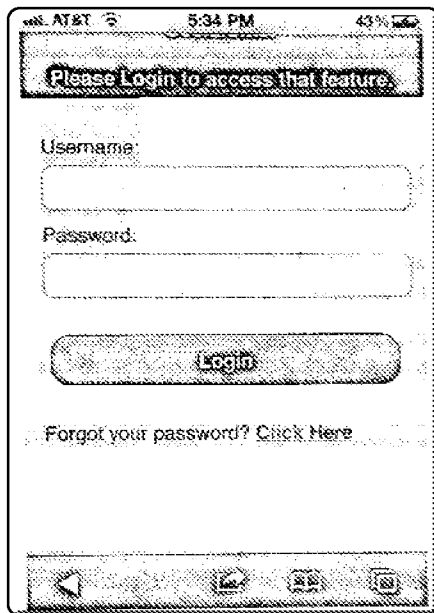 AT&T 5:34 PM 43%
Please Login to access that feature.
Username:
Password:
Login
Forgot your password? Click Here